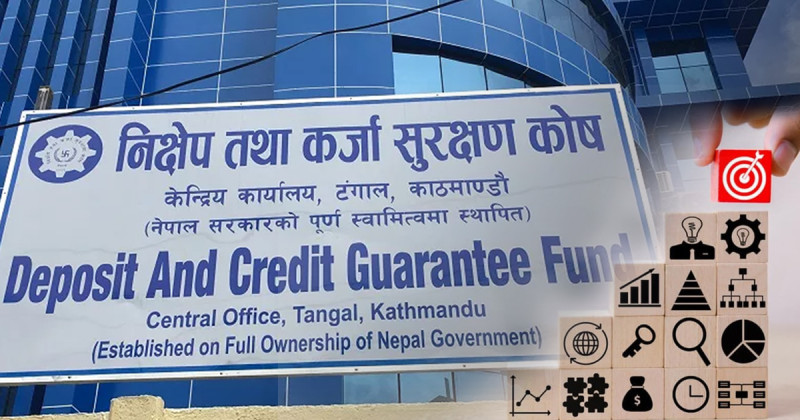 निक्षेप तथा कर्जा सुरक्षण कोष
केन्द्रिय कार्यालय, टंगाल, काठमाण्डौ
(नेपाल सरकारको पूर्ण स्वामित्वमा स्थापित)
Deposit And Credit Guarantee Fund
Central Office, Tangal, Kathmandu
(Established on Full Ownership of Nepal Government)